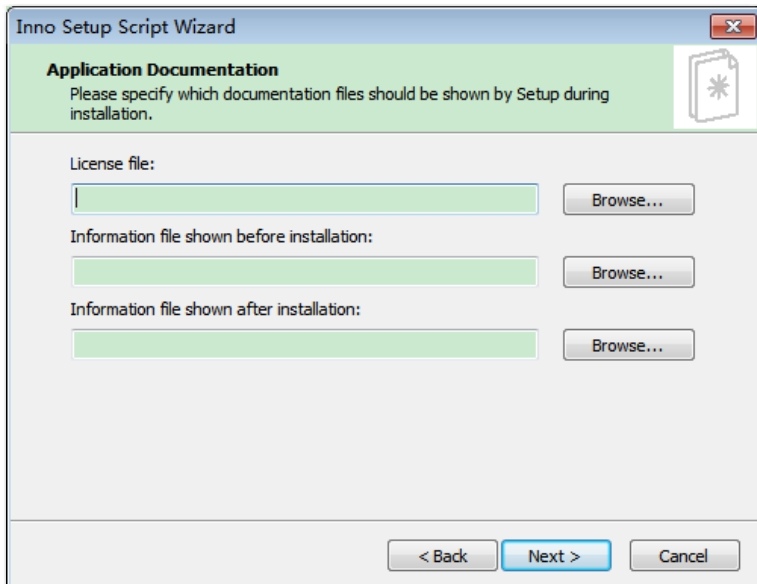 Inno Setup Script Wizard
Application Documentation
Please specify which documentation files should be shown by Setup during
installation.
License file:
Browse...
Information file shown before installation:
Browse...
Information file shown after installation:
Browse...
< Back
Next >
Cancel